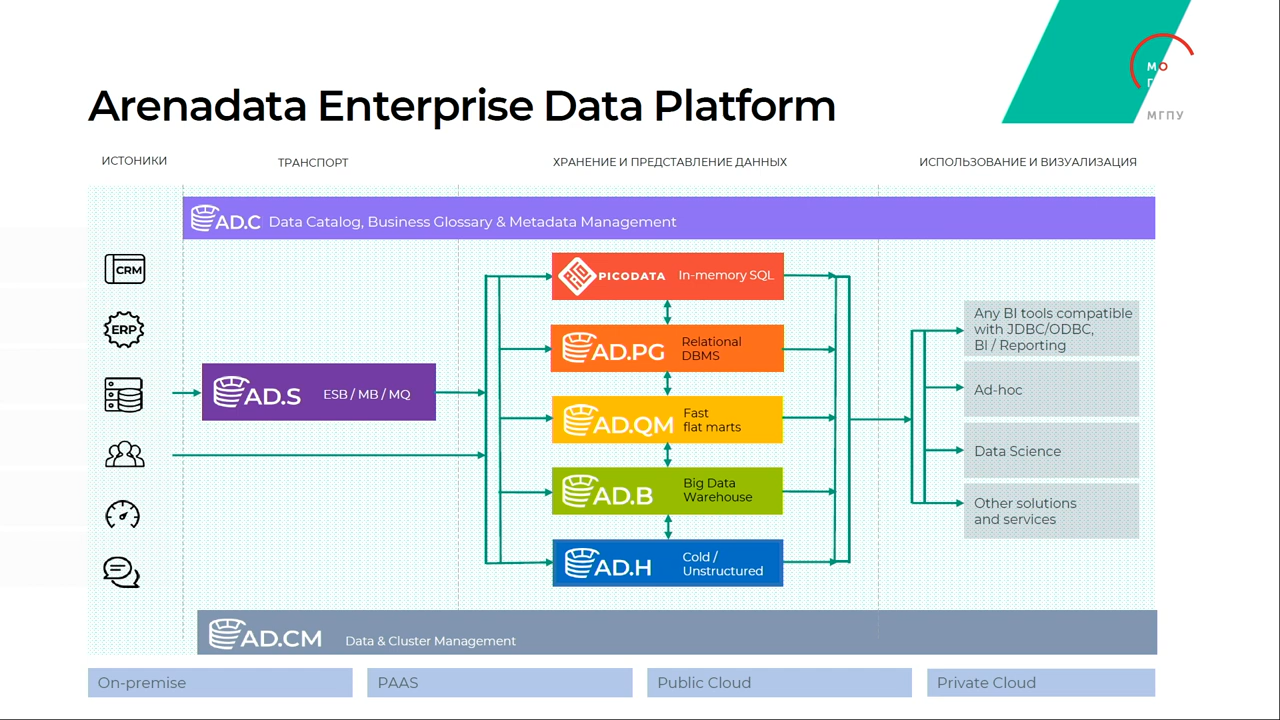 МО
Г
МГПУ
Arenadata Enterprise Data Platform
ИСТОНИКИ
ТРАНСПОРТ
ХРАНЕНИЕ И ПРЕДСТАВЛЕНИЕ ДАННЫХ
ИСПОЛЬЗОВАНИЕ И ВИЗУАЛИЗАЦИЯ
AD.C Data Catalog, Business Glossary & Metadata Management
CRM
ERP
AD.S ESB / MB / MQ
PICODATA In-memory SQL
AD.PG
Relational
DBMS
AD.QM
Fast
flat marts
AD.B
Big Data
Warehouse
AD.H
Cold /
Unstructured
Any BI tools compatible
with JDBC/ODBC,
BI / Reporting
Ad-hoc
Data Science
Other solutions
and services
AD.CM Data & Cluster Management
On-premise
PAAS
Public Cloud
Private Cloud